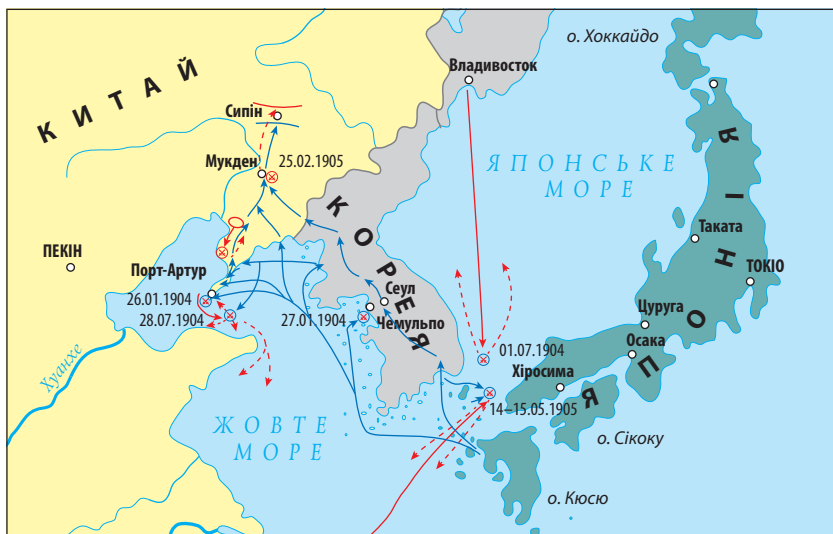 о. Хоккайдо
Владивосток
КИТАЙ
Сипін
Мукден
25.02.1905
ЯПОНСЬКЕ
МОРЕ
КОРЕЯ
ЯПОНІЯ
Таката
ПЕКІН
Порт-Артур
ТОКІО
Сеул
26.01.1904
28.07.1904
27.01.1904
Чемульпо
Цуруга
Осака
01.07.1904
Хіросима
Хуанхе
14–15.05.1905
ЖОВТЕ
МОРЕ
о. Сікоку
о. Кюсю